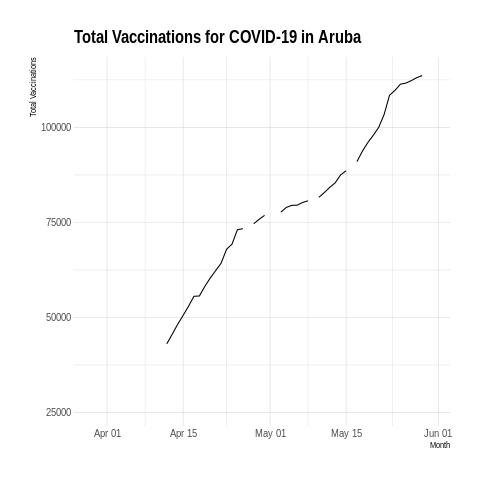 Total Vaccinations for COVID-19 in Aruba
Total Vaccinations
100000
75000
50000
25000
Apr 01
Apr 15
May 01
May 15
Jun 01
Month